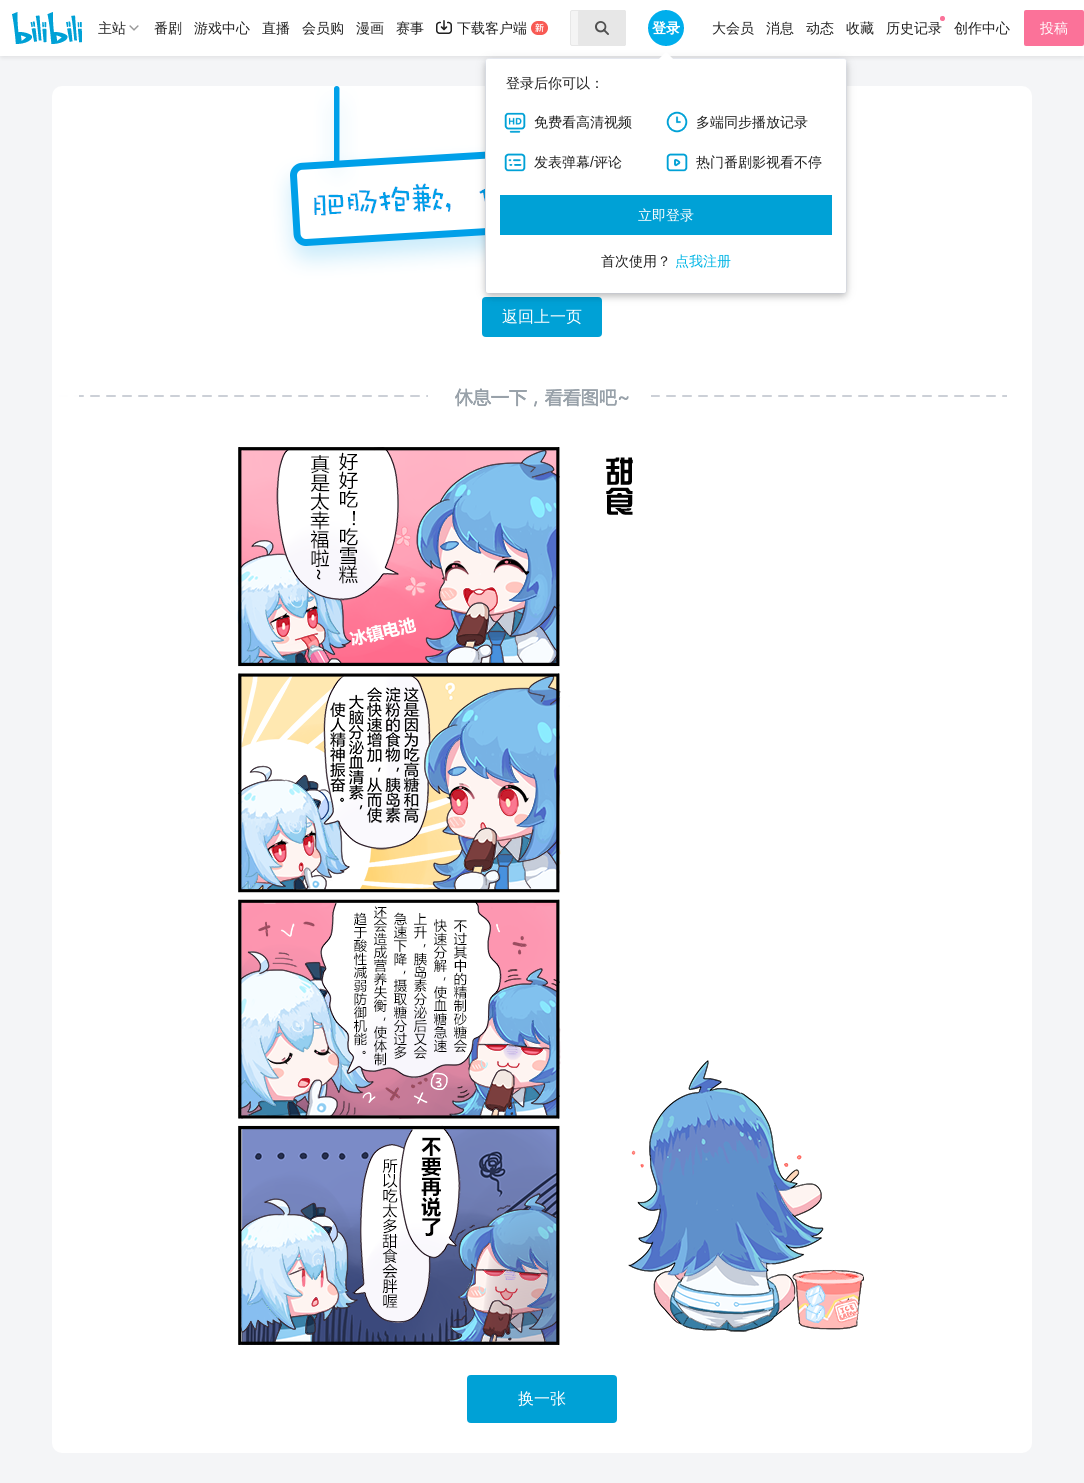 bilibili
主站 番剧 游戏中心 直播 会员购 漫画 赛事 下载客户端 新 登录 大会员 消息 动态 收藏 历史记录 创作中心 投稿
登录后你可以：
HD 免费看高清视频 多端同步播放记录
发表弹幕/评论 热门番剧影视看不停
立即登录
首次使用？ 点我注册
肥肠抱歉，
返回上一页
休息一下，看看图吧~
甜食
好好吃！吃雪糕
真是太幸福啦~
冰镇电池
这是因为吃高糖和高
淀粉的食物，胰岛素
会快速增加，从而使
大脑分泌血清素，
使人精神振奋。
?
不过其中的精制砂糖会
快速分解，使血糖急速
上升，胰岛素分泌后又会
急速下降，摄取糖分过多
还会造成营养失衡，使体制
趋于酸性减弱防御机能。
+ √ − ÷
2 × ③ ×
不要再说了
所以吃太多甜食会胖喔
换一张